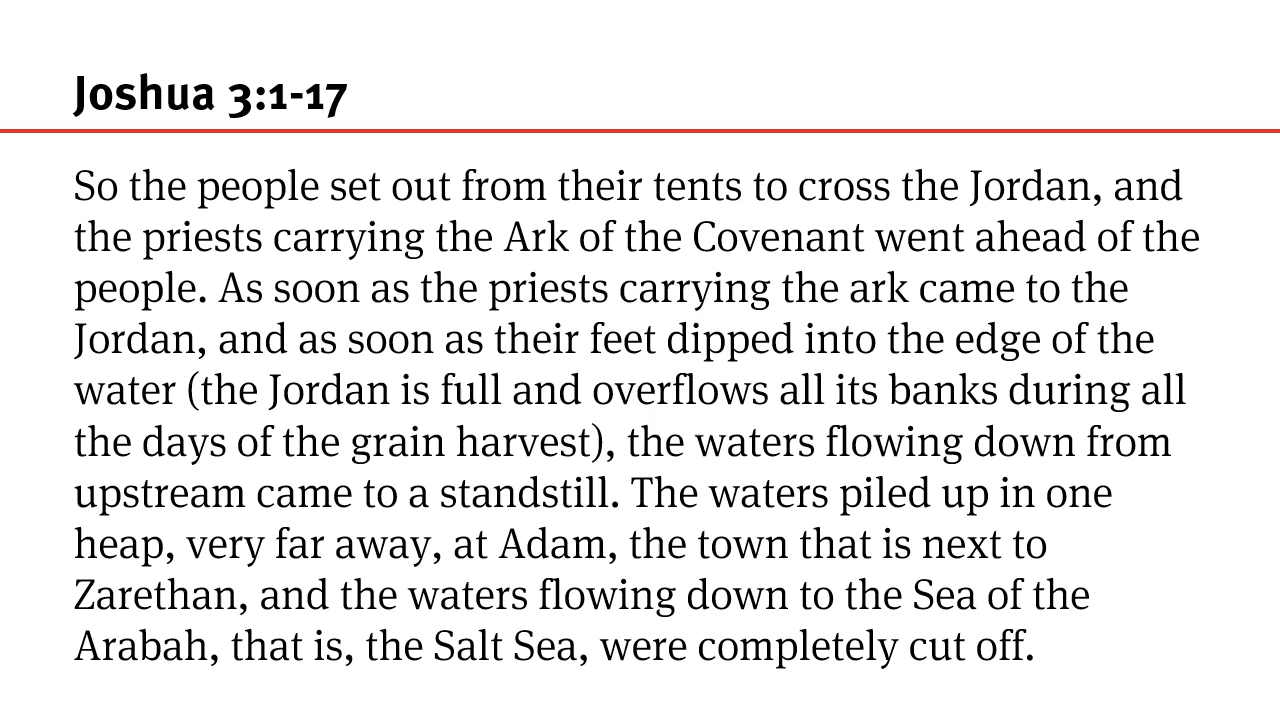 Joshua 3:1-17
So the people set out from their tents to cross the Jordan, and
the priests carrying the Ark of the Covenant went ahead of the
people. As soon as the priests carrying the ark came to the
Jordan, and as soon as their feet dipped into the edge of the
water (the Jordan is full and overflows all its banks during all
the days of the grain harvest), the waters flowing down from
upstream came to a standstill. The waters piled up in one
heap, very far away, at Adam, the town that is next to
Zarethan, and the waters flowing down to the Sea of the
Arabah, that is, the Salt Sea, were completely cut off.